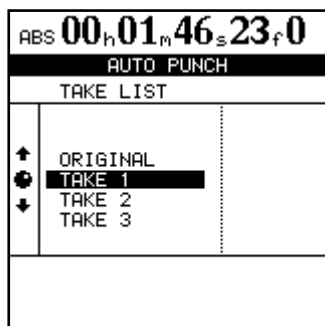 ABS 00h01m46s23f0
AUTO PUNCH
TAKE LIST
ORIGINAL
TAKE 1
TAKE 2
TAKE 3